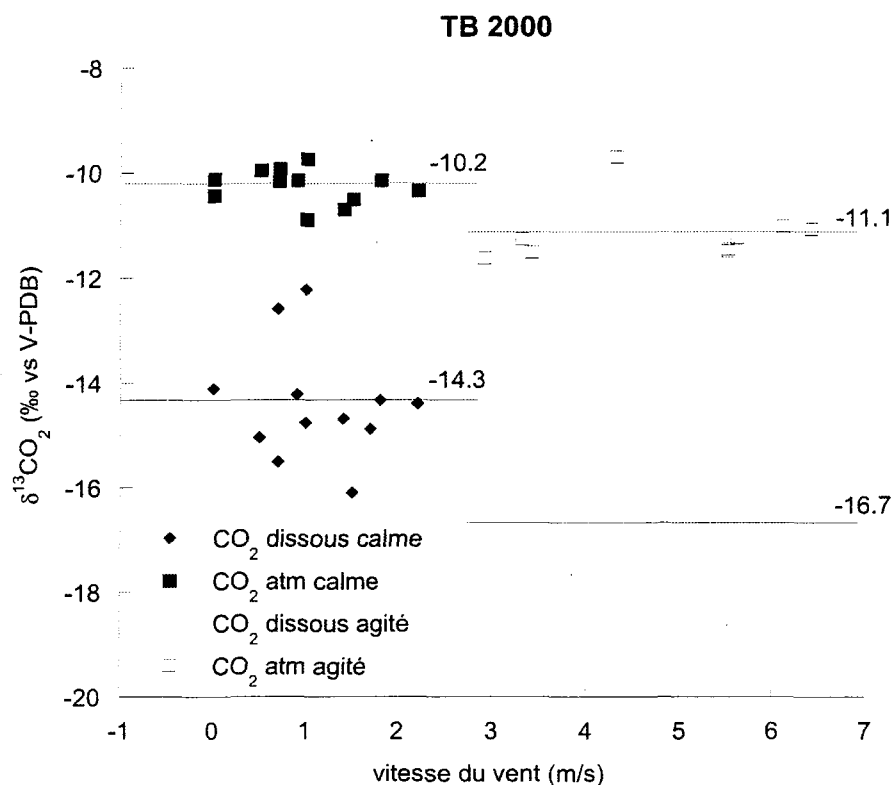 TB 2000
-8
-10
-12
-14
-16
-18
-20
δ¹³CO₂ (‰ vs V-PDB)
-10.2
-11.1
-14.3
-16.7
CO₂ dissous calme
CO₂ atm calme
CO₂ dissous agité
CO₂ atm agité
-1 0 1 2 3 4 5 6 7
vitesse du vent (m/s)